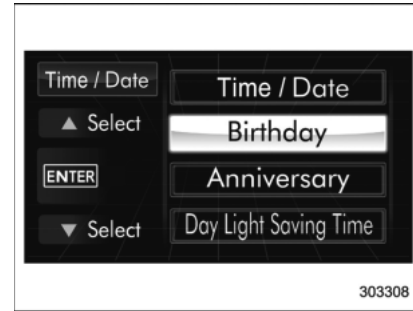 Time / Date
▲ Select
ENTER
▼ Select
Time / Date
Birthday
Anniversary
Day Light Saving Time
303308